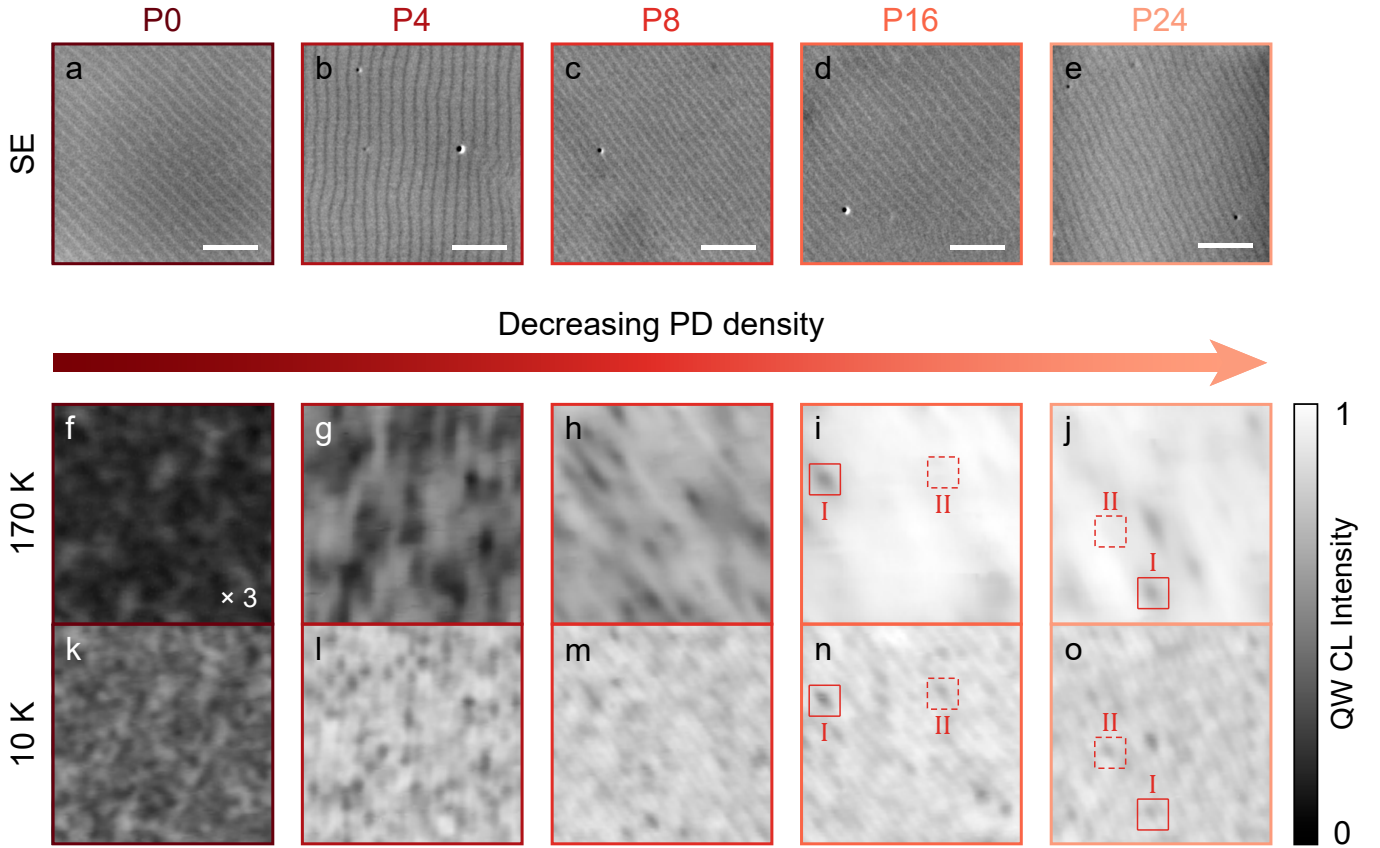 P0 P4 P8 P16 P24
SE
a b c d e
Decreasing PD density
170 K
f g h i j
× 3
I II
II I
10 K
k l m n o
I II
II I
1
QW CL Intensity
0